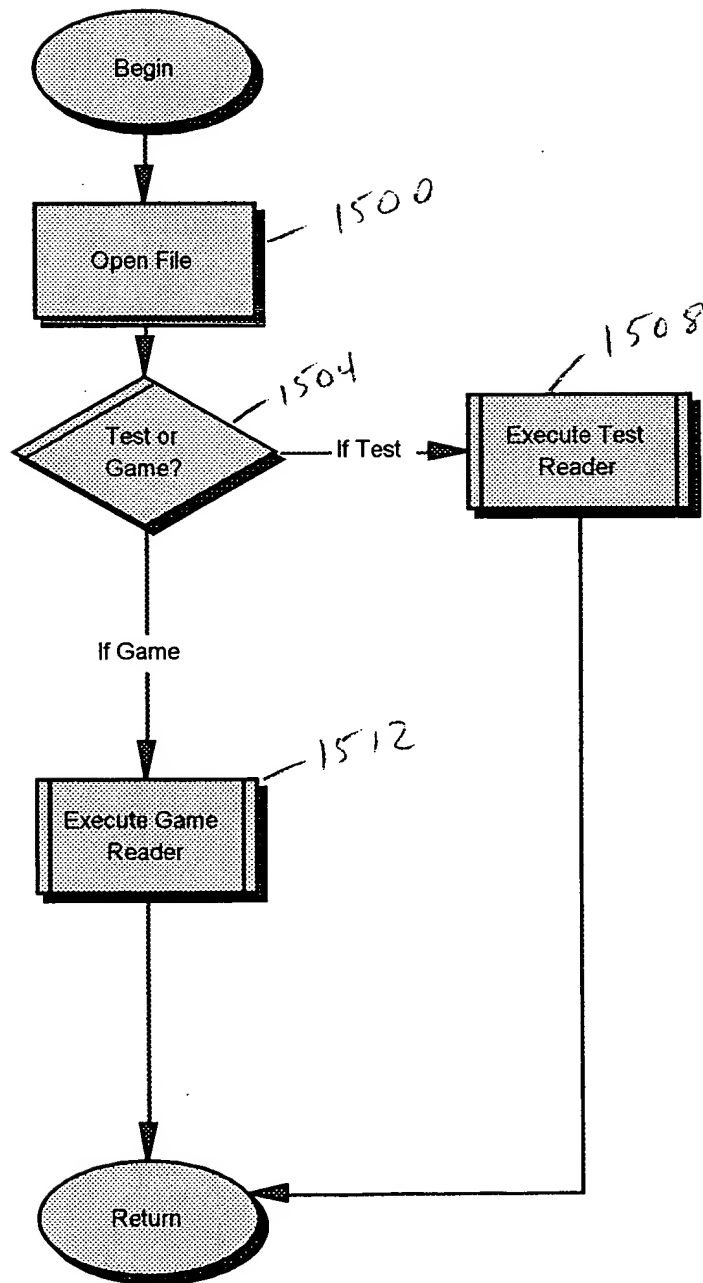 Begin
1500
Open File
1508
1504
Test or
Game?
If Test
Execute Test
Reader
If Game
1512
Execute Game
Reader
Return